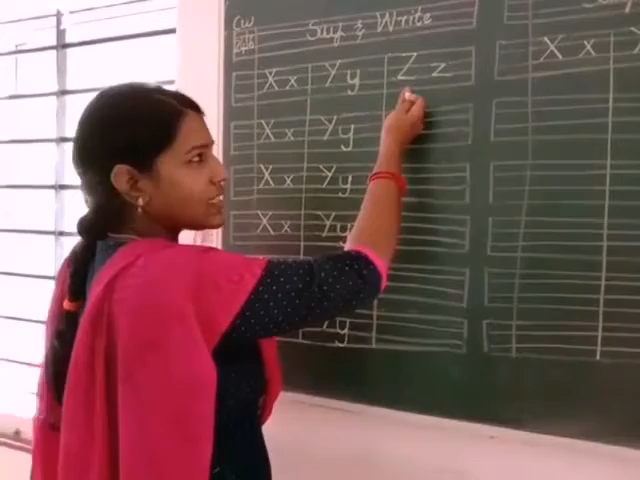 CW
Date
Say & Write
Xx Yy Zz
Xx Yy
Xx Yy
Xx Yy
y
Xx